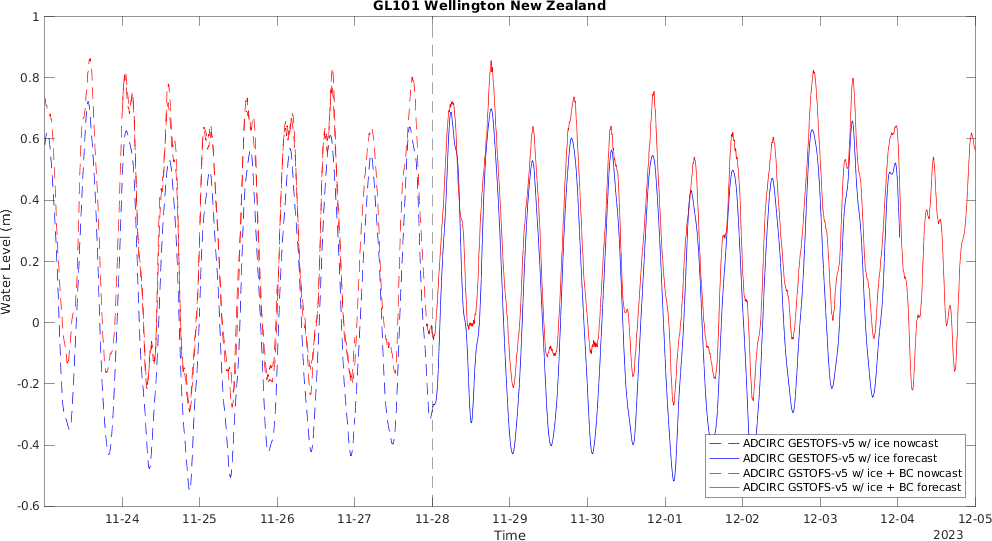 GL101 Wellington New Zealand
1
0.8
0.6
0.4
0.2
0
-0.2
-0.4
-0.6
Water Level (m)
ADCIRC GESTOFS-v5 w/ ice nowcast
ADCIRC GESTOFS-v5 w/ ice forecast
ADCIRC GSTOFS-v5 w/ ice + BC nowcast
ADCIRC GSTOFS-v5 w/ ice + BC forecast
11-24 11-25 11-26 11-27 11-28 11-29 11-30 12-01 12-02 12-03 12-04 12-05
Time
2023